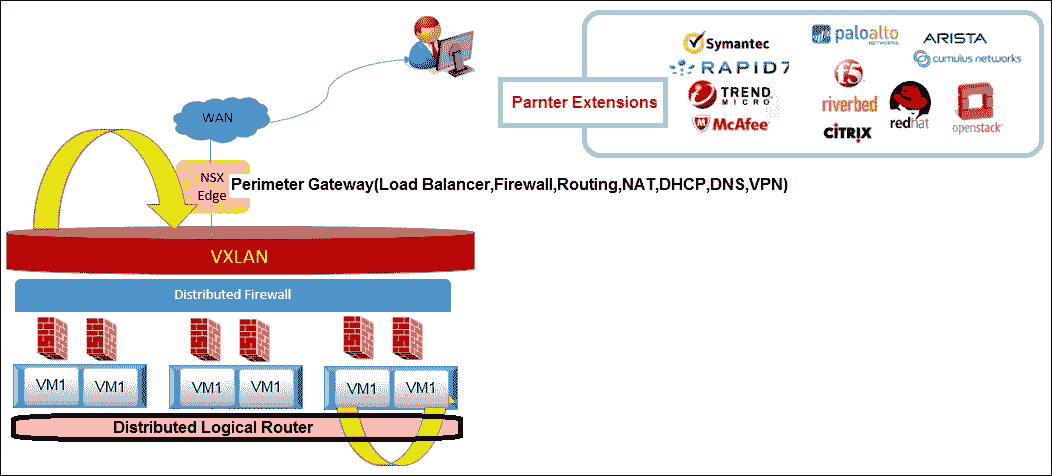 WAN
NSX
Edge
Perimeter Gateway(Load Balancer,Firewall,Routing,NAT,DHCP,DNS,VPN)
VXLAN
Distributed Firewall
VM1 VM1 VM1 VM1 VM1 VM1
Distributed Logical Router
Parnter Extensions
Symantec
RAPID7
TREND
MICRO
McAfee
paloalto
NETWORKS
ARISTA
cumulus networks
f5
riverbed
CITRIX
redhat
openstack